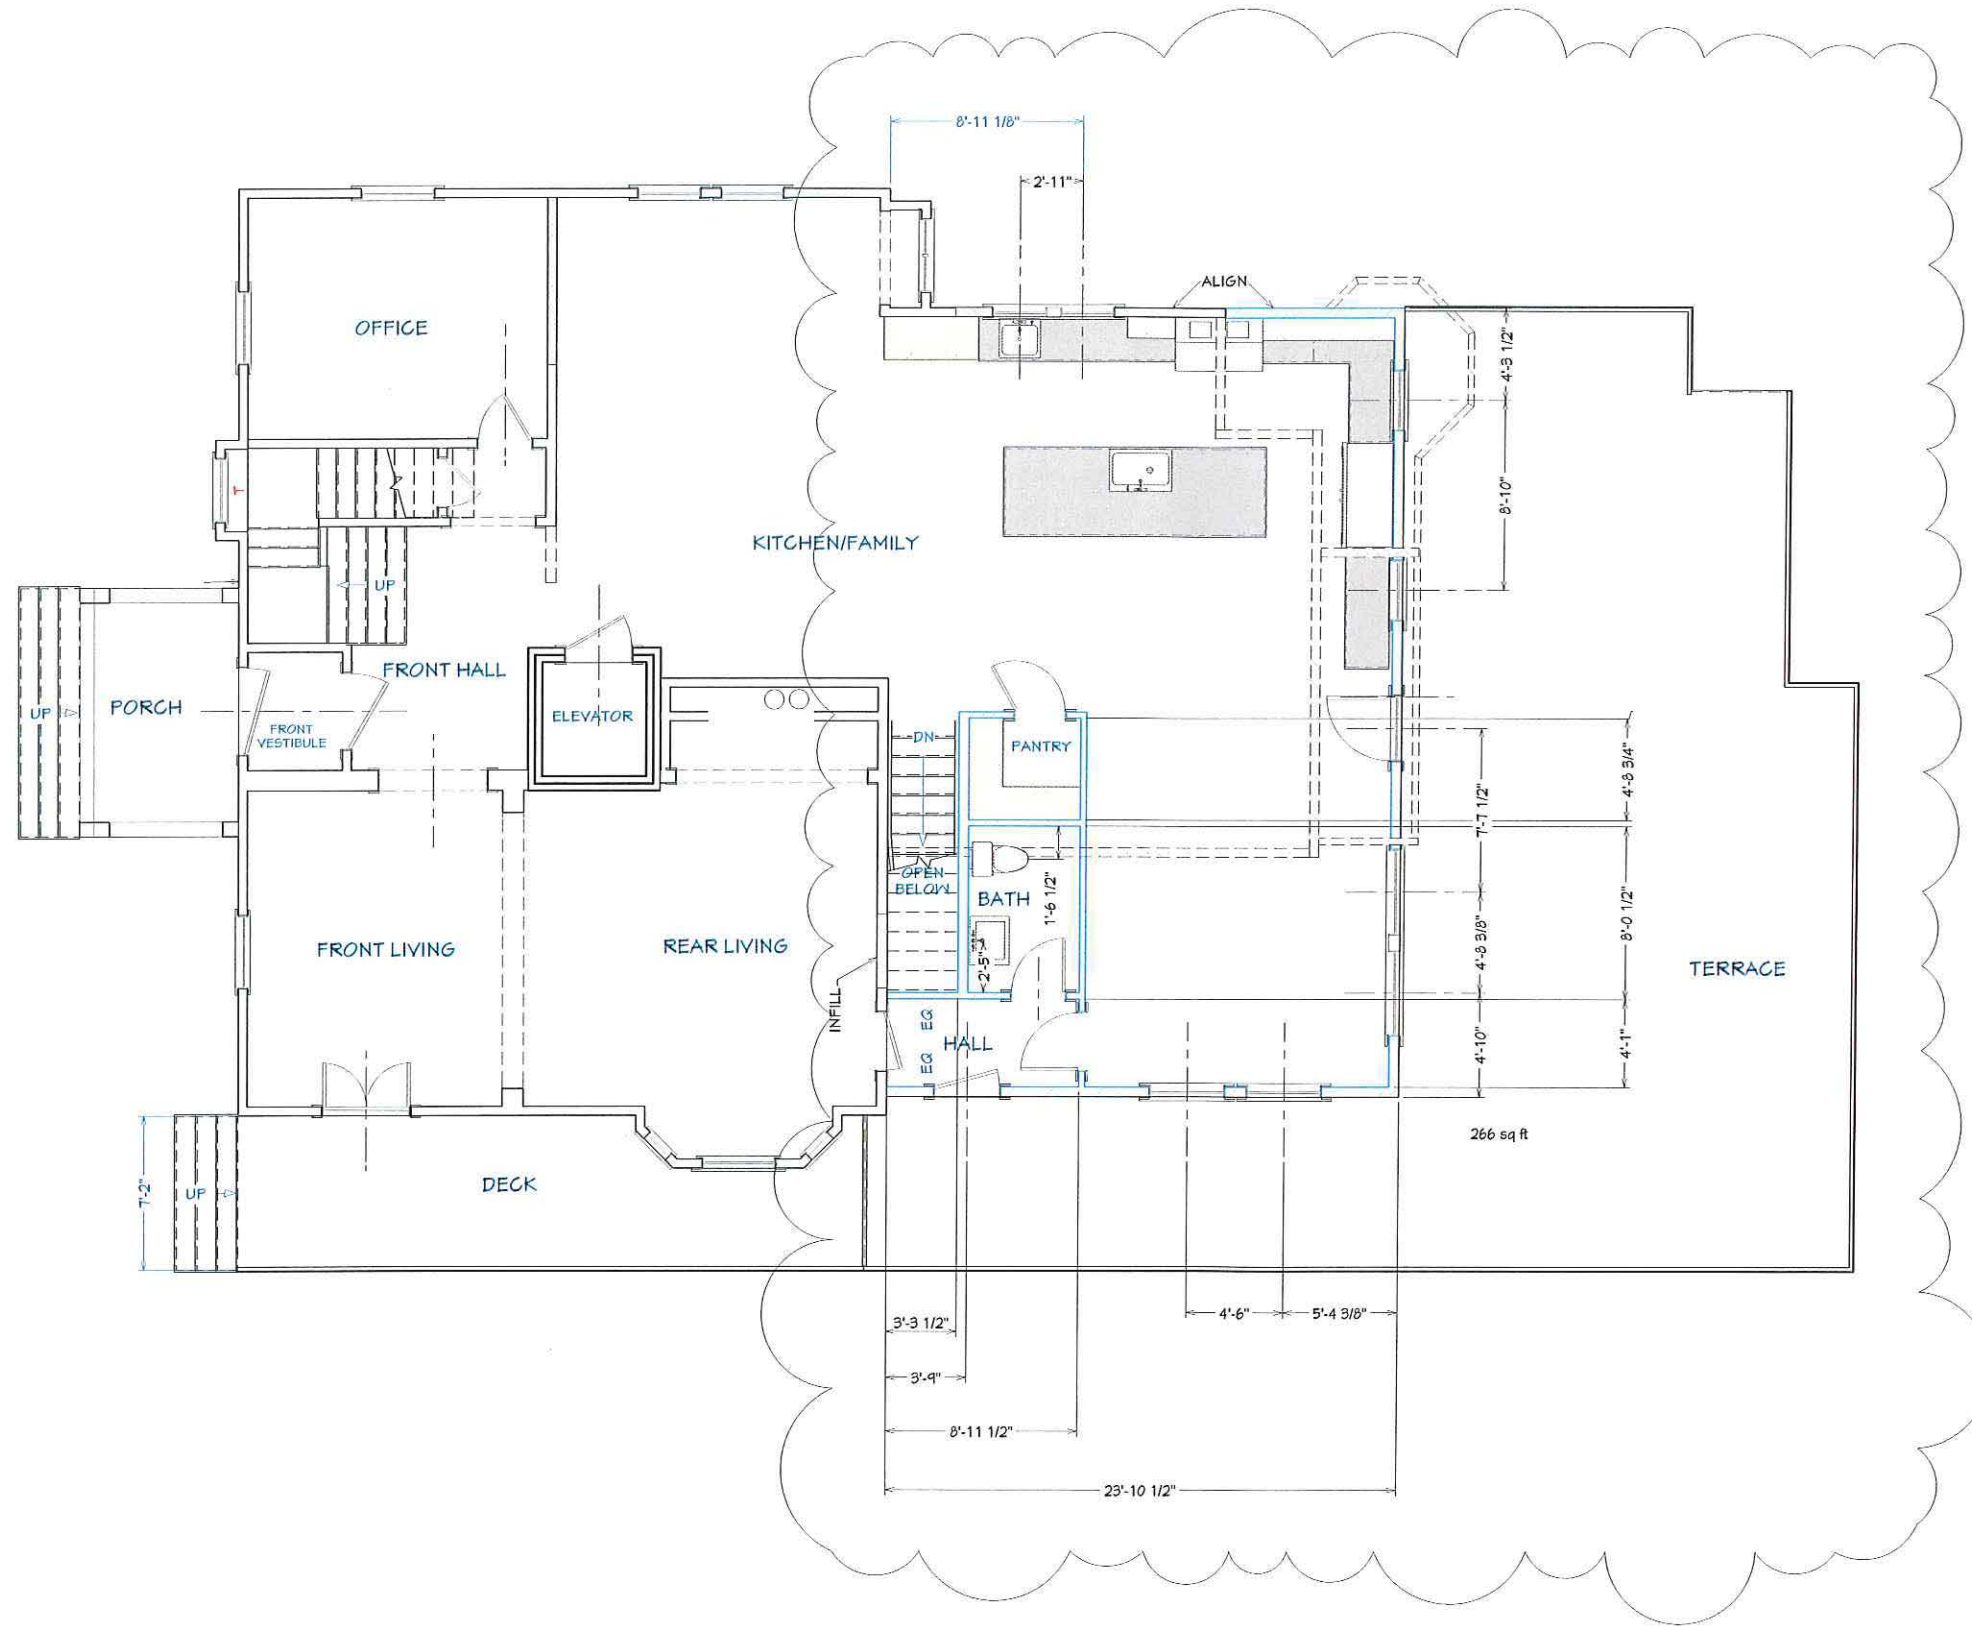 8'-11 1/8"
2'-11"
ALIGN
OFFICE
4'-3 1/2"
T
8'-10"
KITCHEN/FAMILY
UP
FRONT HALL
PORCH
UP
ELEVATOR
FRONT
VESTIBULE
DN
PANTRY
4'-8 3/4"
7'-7 1/2"
OPEN
BELOW
BATH
1'-6 1/2"
8'-0 1/2"
FRONT LIVING
REAR LIVING
4'-8 3/8"
2'-5"
TERRACE
INFILL
EQ
HALL
EQ
4'-10"
4'-1"
266 sq ft
7'-2"
UP
DECK
4'-6"
5'-4 3/8"
3'-3 1/2"
3'-9"
8'-11 1/2"
23'-10 1/2"